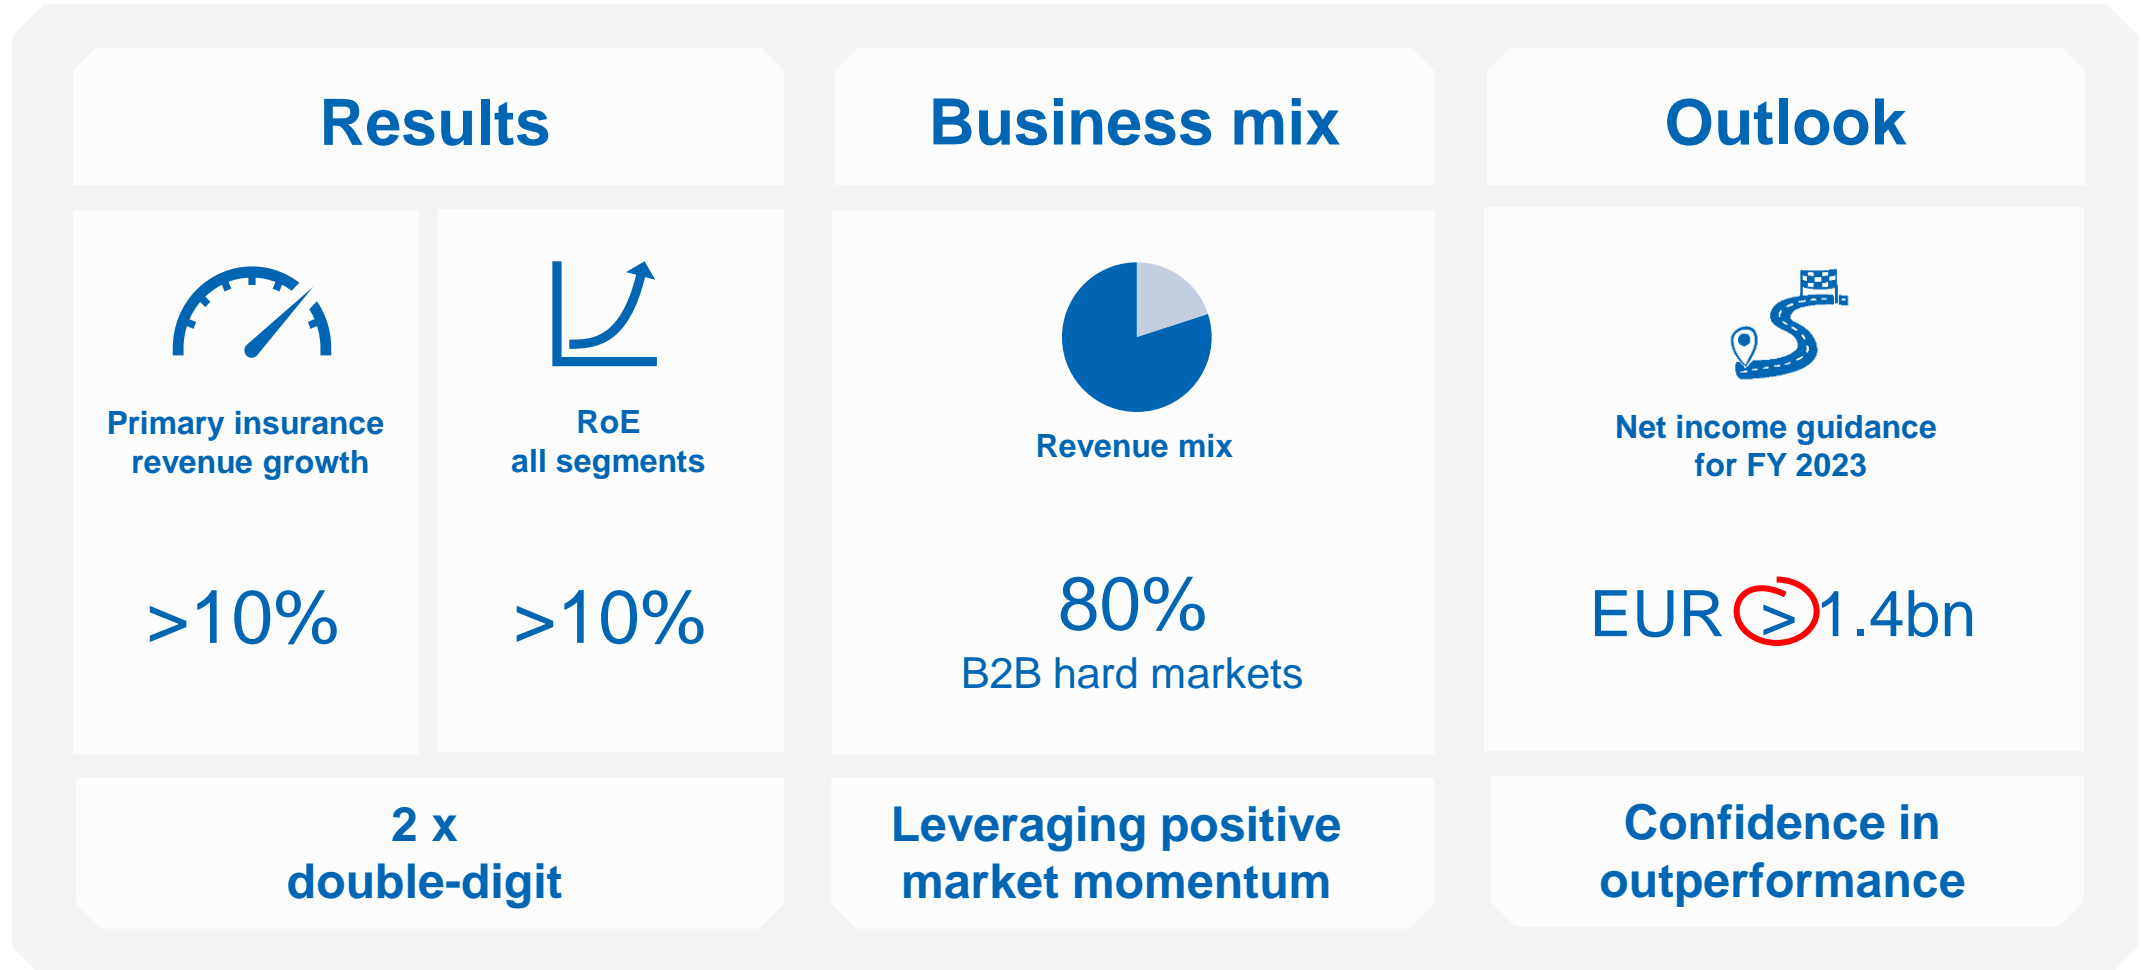 Results
Primary insurance
revenue growth
>10%
RoE
all segments
>10%
2 x
double-digit
Business mix
Revenue mix
80%
B2B hard markets
Leveraging positive
market momentum
Outlook
Net income guidance
for FY 2023
EUR > 1.4bn
Confidence in
outperformance